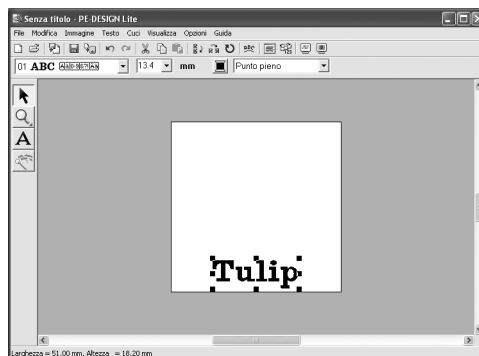 Senza titolo - PE-DESIGN Lite
File Modifica Immagine Testo Cuci Visualizza Opzioni Guida
01 ABC 13.4 mm Punto pieno
A
Tulip
Larghezza = 51.00 mm, Altezza = 18.20 mm